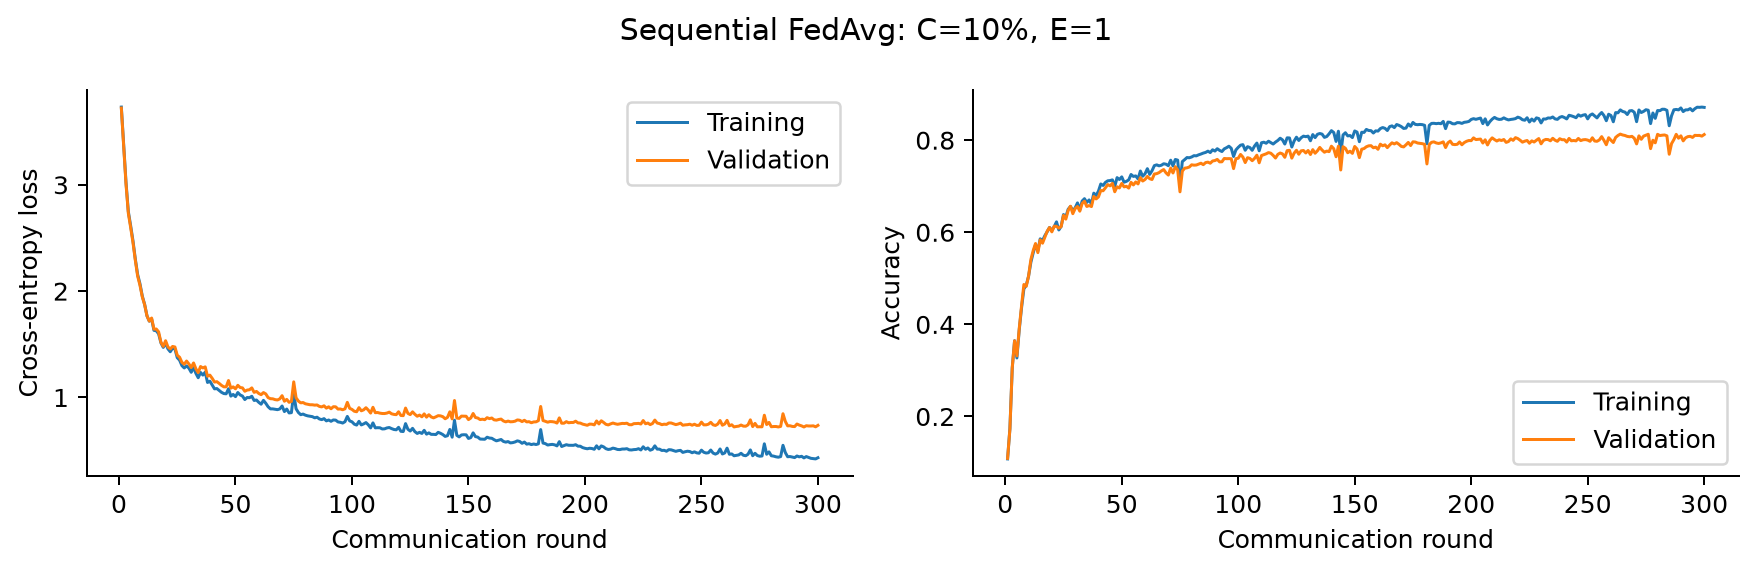 Sequential FedAvg: C=10%, E=1
Cross-entropy loss
3
2
1
Training
Validation
0
50
100
150
200
250
300
Communication round
Accuracy
0.8
0.6
0.4
0.2
Training
Validation
0
50
100
150
200
250
300
Communication round